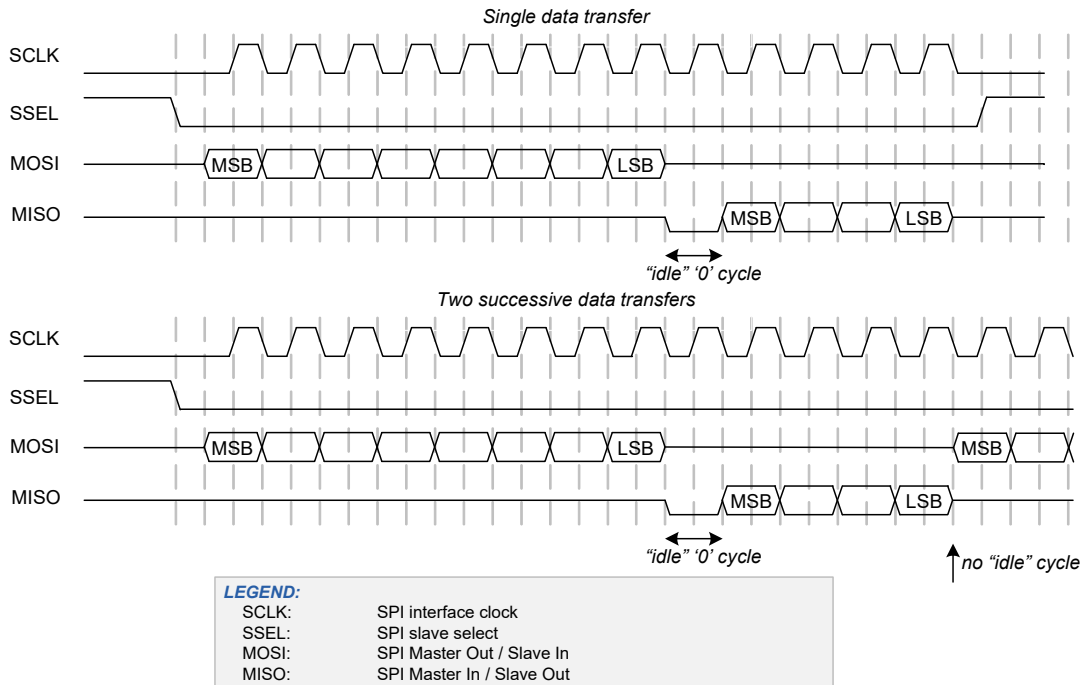 Single data transfer
SCLK
SSEL
MOSI MSB LSB
MISO MSB LSB
“idle” ‘0’ cycle
Two successive data transfers
SCLK
SSEL
MOSI MSB LSB MSB
MISO MSB LSB
“idle” ‘0’ cycle no “idle” cycle
LEGEND:
SCLK: SPI interface clock
SSEL: SPI slave select
MOSI: SPI Master Out / Slave In
MISO: SPI Master In / Slave Out